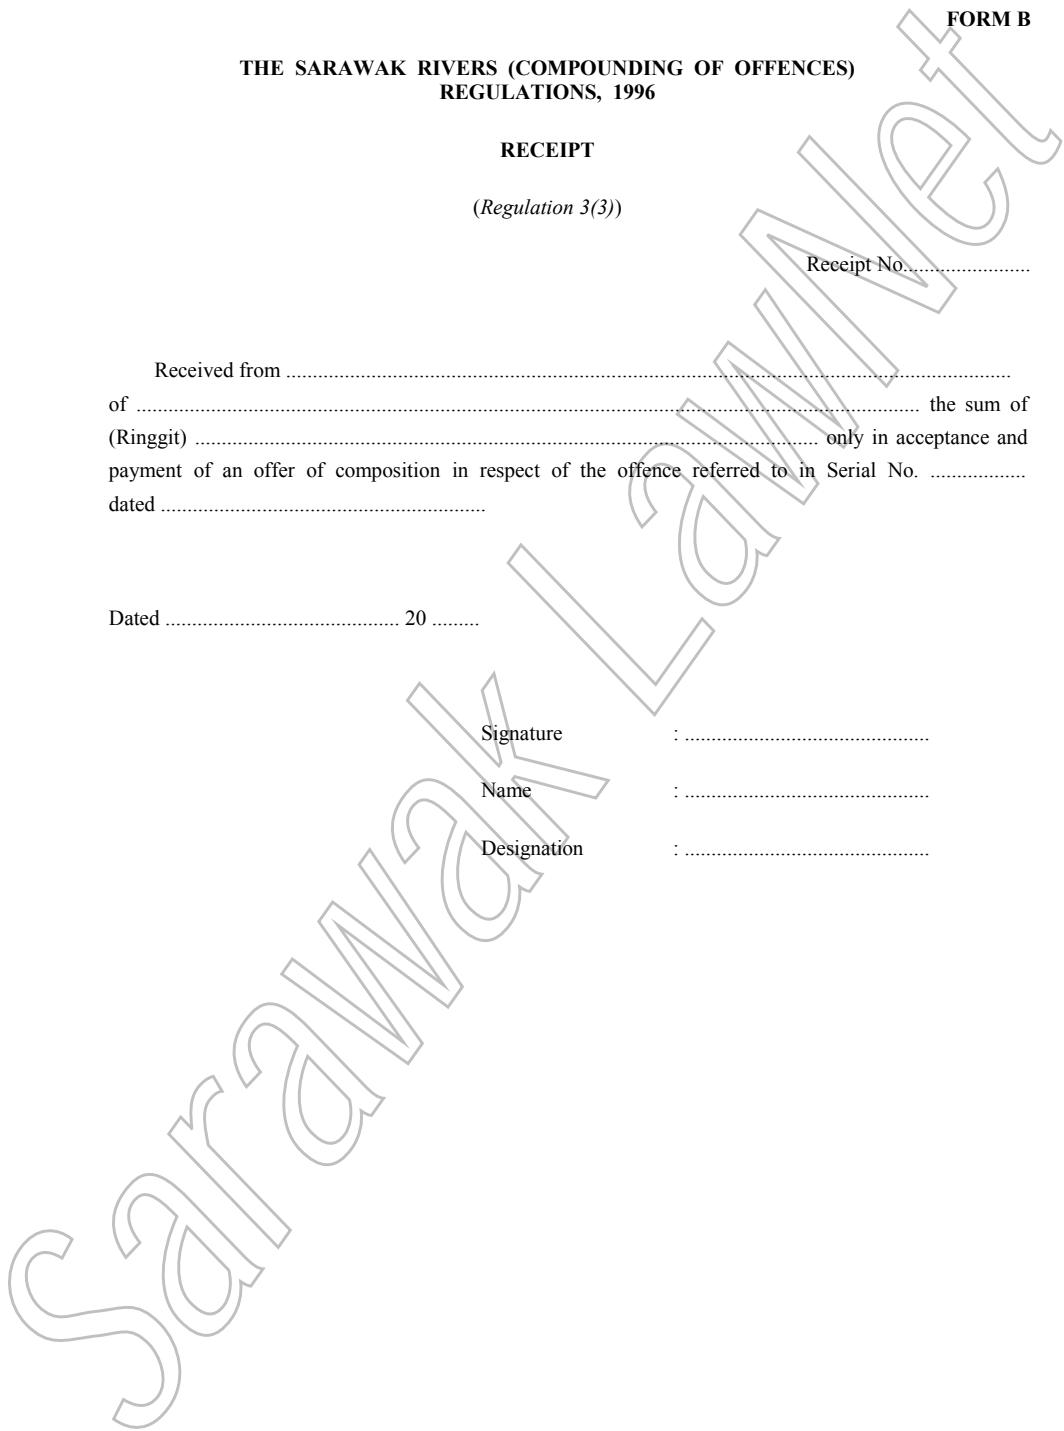 FORM B
THE SARAWAK RIVERS (COMPOUNDING OF OFFENCES)
REGULATIONS, 1996
RECEIPT
(Regulation 3(3))
Receipt No........................
Received from ..........................................................................................................................................
of ..................................................................................................................................................... the sum of
(Ringgit) ....................................................................................................................... only in acceptance and
payment of an offer of composition in respect of the offence referred to in Serial No. ..................
dated .............................................................
Dated ............................................ 20 .........
Signature : ..............................................
Name : ..............................................
Designation : ..............................................
Sarawak LawNet